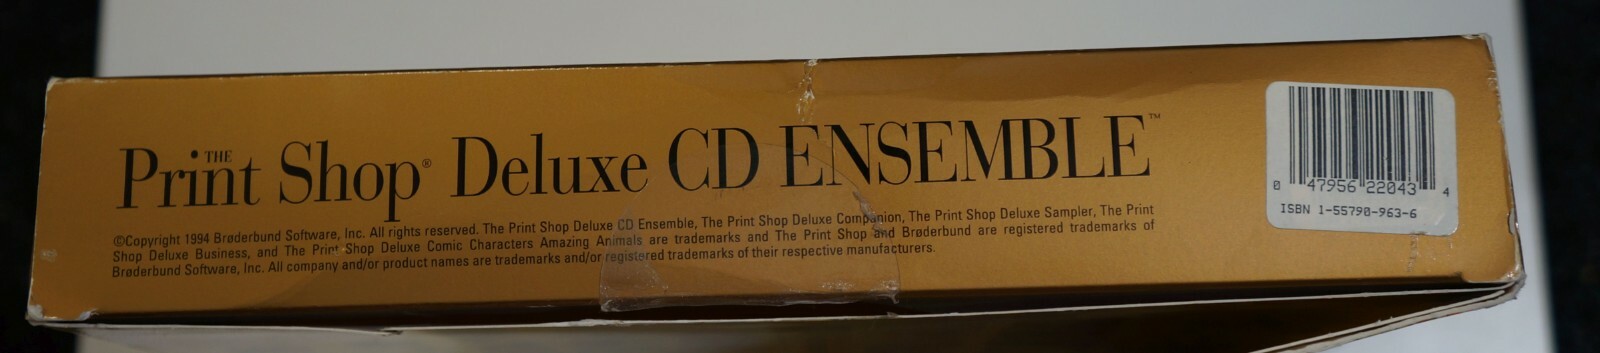 THE
Print Shop® Deluxe CD ENSEMBLE™
©Copyright 1994 Brøderbund Software, Inc. All rights reserved. The Print Shop Deluxe CD Ensemble, The Print Shop Deluxe Companion, The Print Shop Deluxe Sampler, The Print
Shop Deluxe Business, and The Print Shop Deluxe Comic Characters Amazing Animals are trademarks and The Print Shop and Brøderbund are registered trademarks of
Brøderbund Software, Inc. All company and/or product names are trademarks and/or registered trademarks of their respective manufacturers.
0 47956 22043 4
ISBN 1-55790-963-6